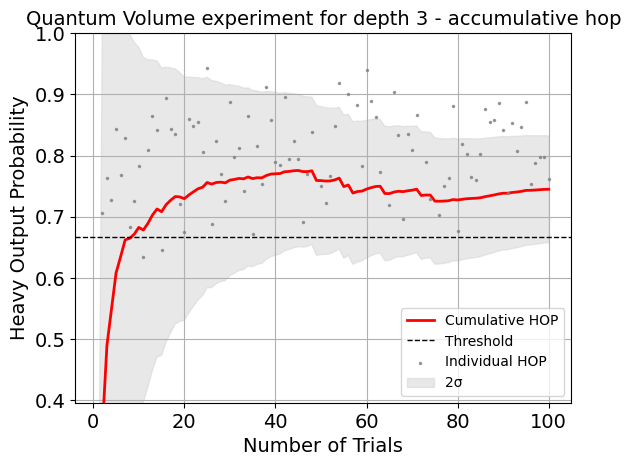 Quantum Volume experiment for depth 3 - accumulative hop
1.0
0.9
0.8
0.7
0.6
0.5
0.4
Heavy Output Probability
Cumulative HOP
Threshold
Individual HOP
2σ
0 20 40 60 80 100
Number of Trials